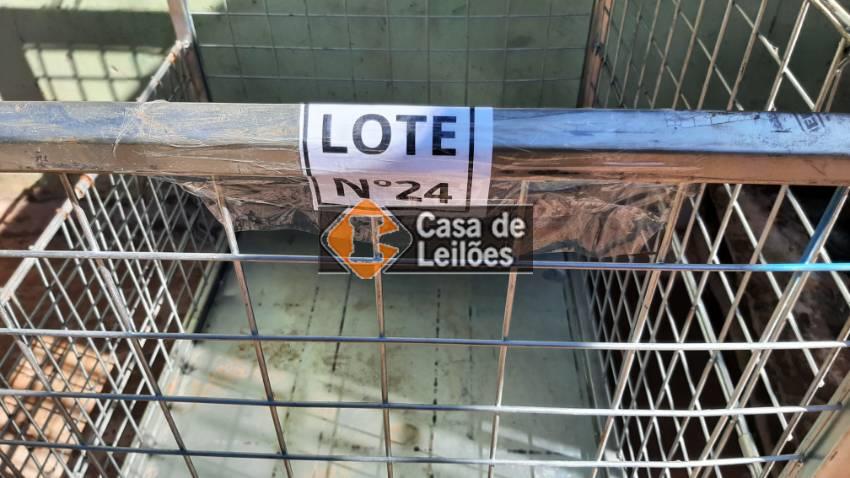 LOTE
Nº24
Casa de
Leilões